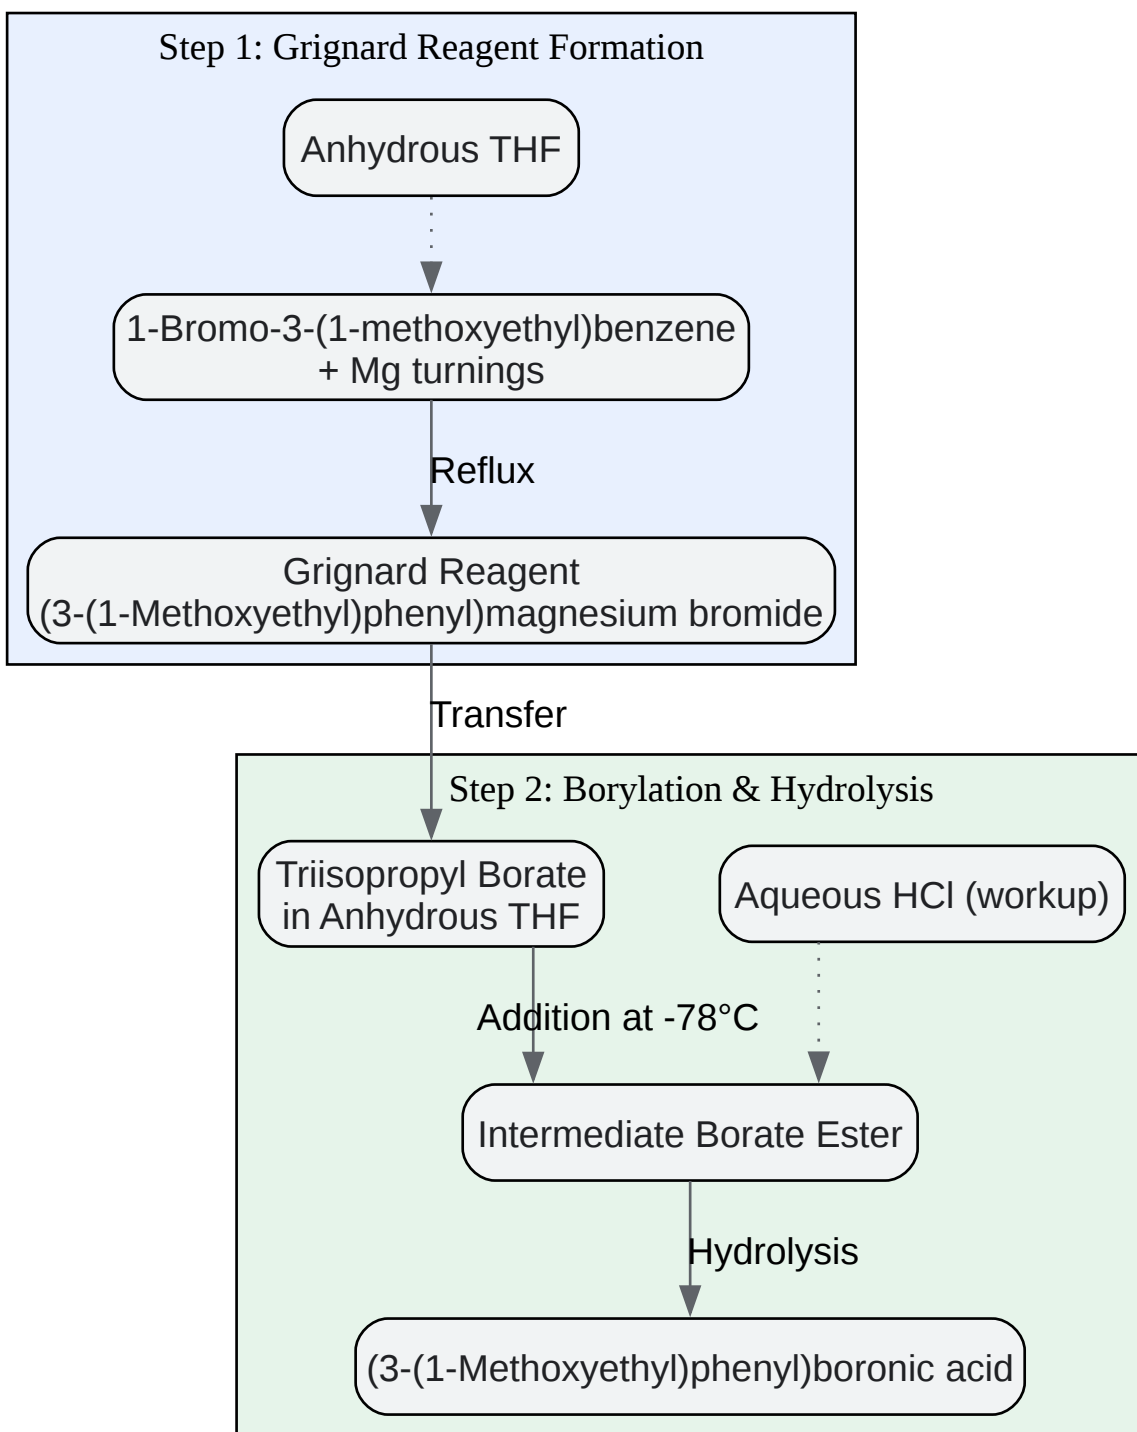 Step 1: Grignard Reagent Formation
Anhydrous THF
1-Bromo-3-(1-methoxyethyl)benzene
+ Mg turnings
Reflux
Grignard Reagent
(3-(1-Methoxyethyl)phenyl)magnesium bromide
Transfer
Step 2: Borylation & Hydrolysis
Triisopropyl Borate
in Anhydrous THF
Aqueous HCl (workup)
Addition at -78°C
Intermediate Borate Ester
Hydrolysis
(3-(1-Methoxyethyl)phenyl)boronic acid